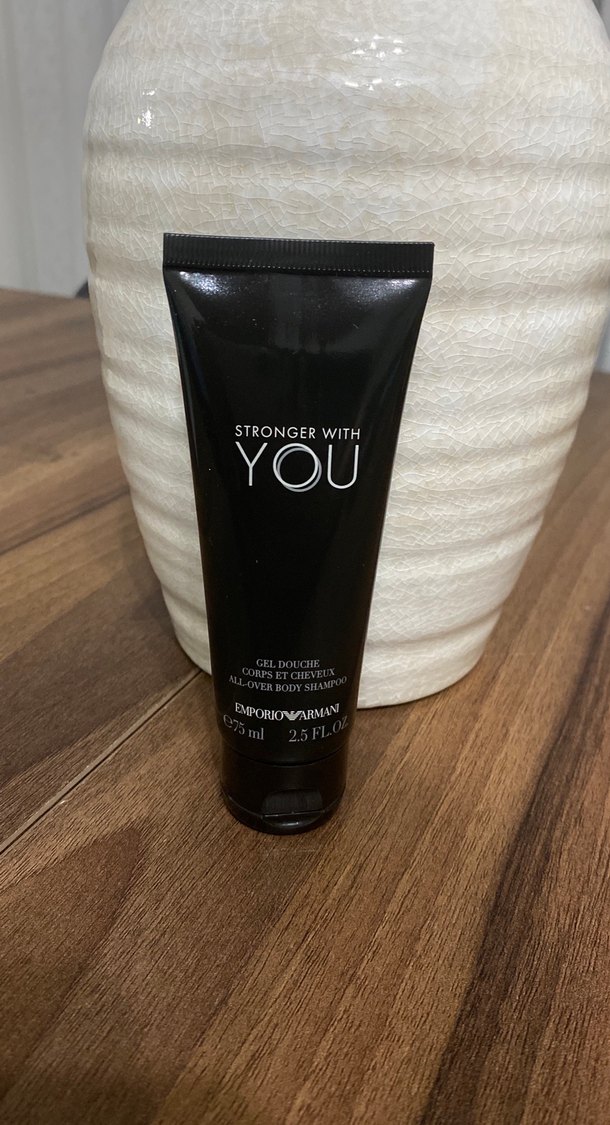 STRONGER WITH
YOU
GEL DOUCHE
CORPS ET CHEVEUX
ALL-OVER BODY SHAMPOO
EMPORIO ARMANI
℮75 ml 2.5 FL.OZ